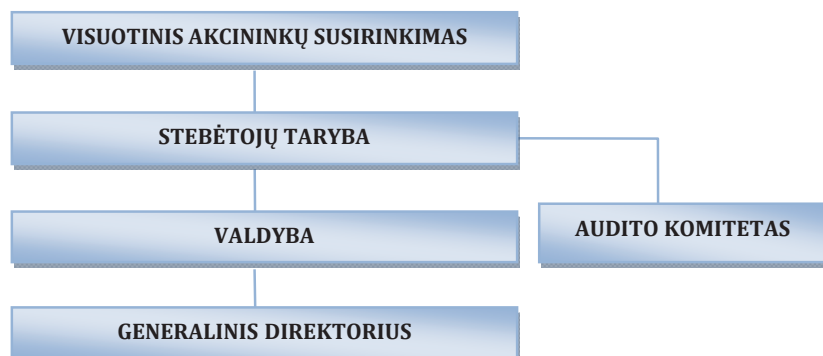 VISUOTINIS AKCININKŲ SUSIRINKIMAS
STEBĖTOJŲ TARYBA
VALDYBA
AUDITO KOMITETAS
GENERALINIS DIREKTORIUS